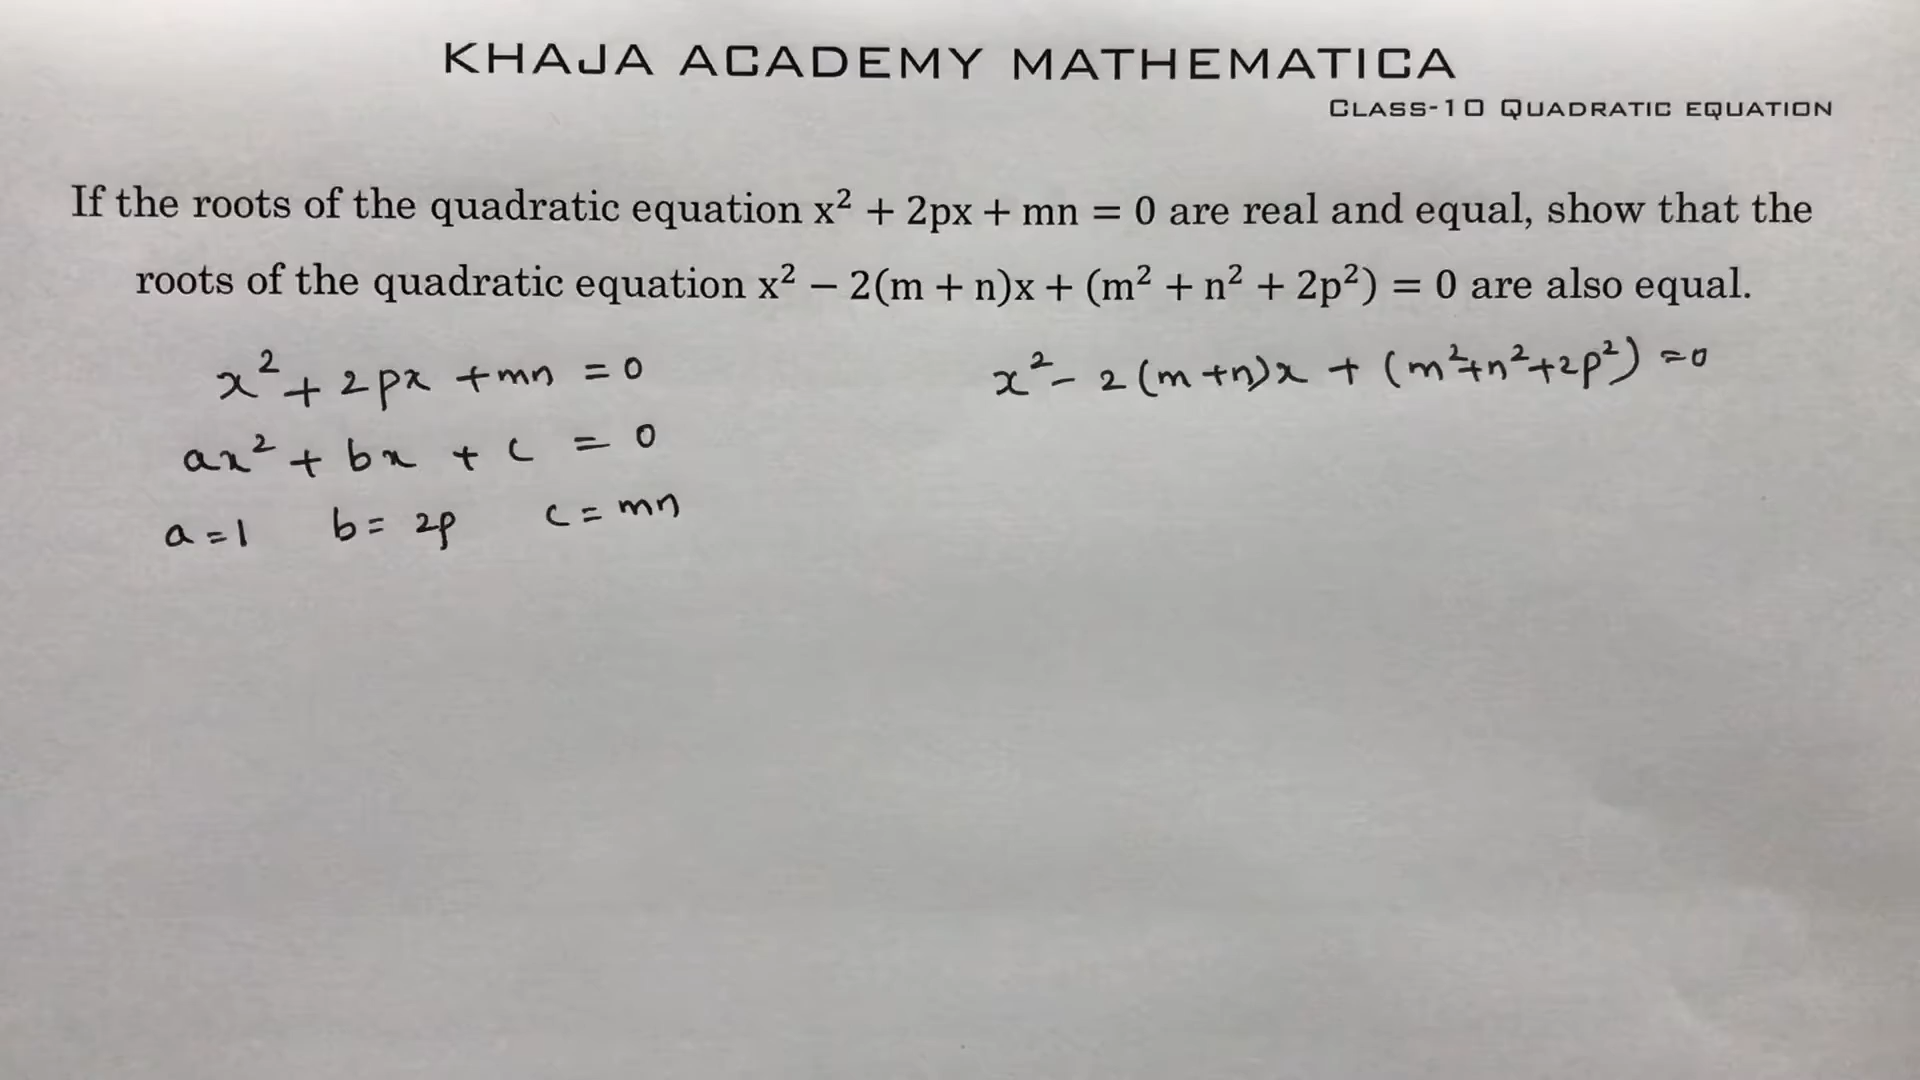 KHAJA ACADEMY MATHEMATICA
CLASS-10 QUADRATIC EQUATION
If the roots of the quadratic equation x² + 2px + mn = 0 are real and equal, show that the
roots of the quadratic equation x² − 2(m + n)x + (m² + n² + 2p²) = 0 are also equal.
x² + 2px + mn = 0
ax² + bx + c = 0
a = 1 b = 2p c = mn
x² − 2(m+n)x + (m²+n²+2p²) = 0